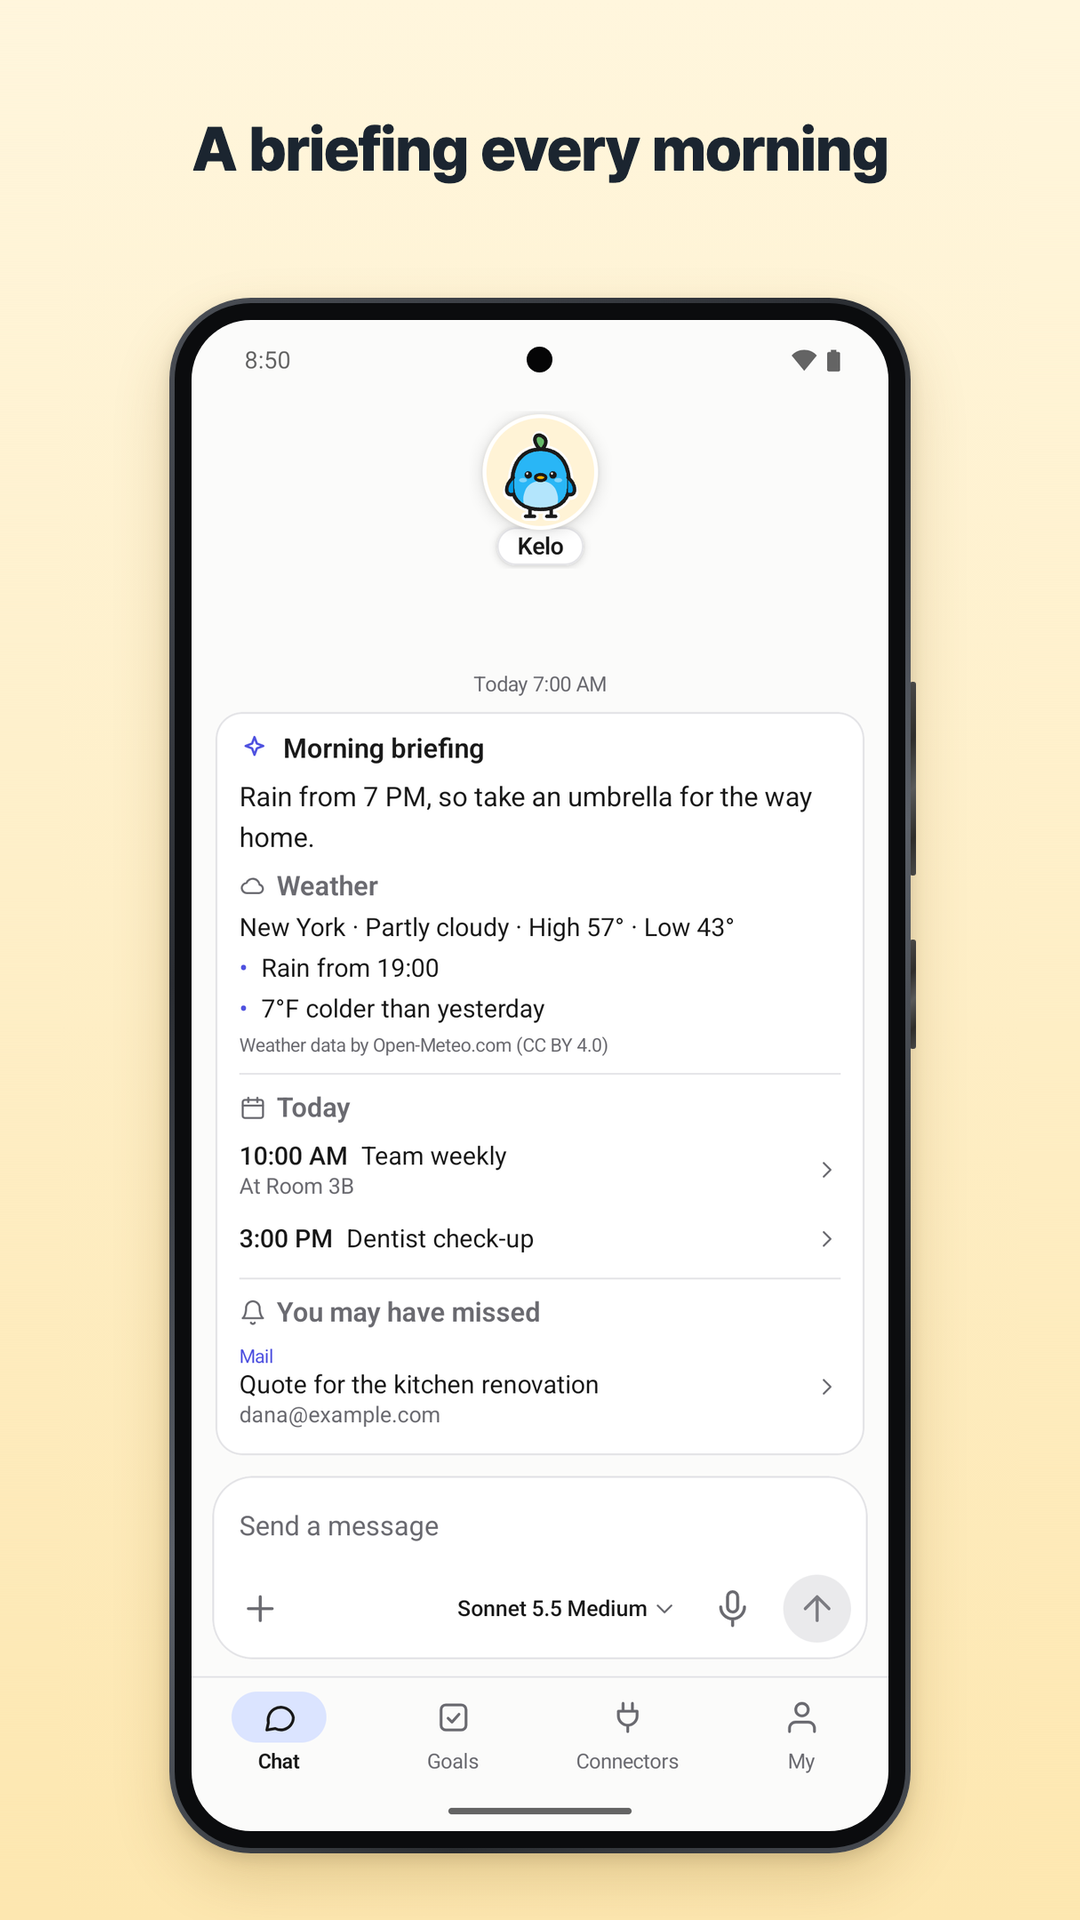 A briefing every morning
8:50
Kelo
Today 7:00 AM
Morning briefing
Rain from 7 PM, so take an umbrella for the way
home.
Weather
New York · Partly cloudy · High 57° · Low 43°
• Rain from 19:00
• 7°F colder than yesterday
Weather data by Open-Meteo.com (CC BY 4.0)
Today
10:00 AM Team weekly
At Room 3B
3:00 PM Dentist check-up
You may have missed
Mail
Quote for the kitchen renovation
dana@example.com
Send a message
Sonnet 5.5 Medium
Chat Goals Connectors My